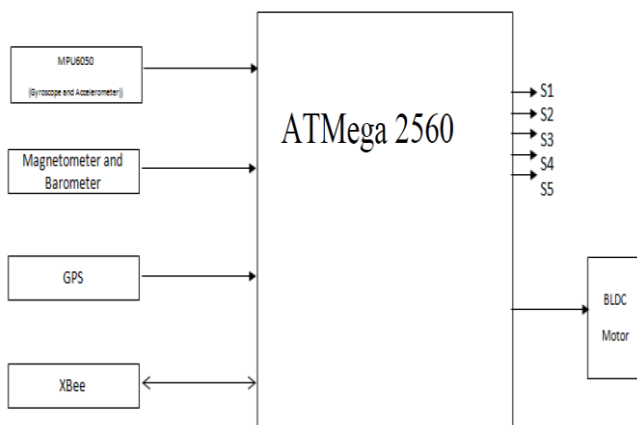 MPU6050
(Gyroscope and Accelerometer))
Magnetometer and
Barometer
GPS
XBee
ATMega 2560
S1
S2
S3
S4
S5
BLDC
Motor